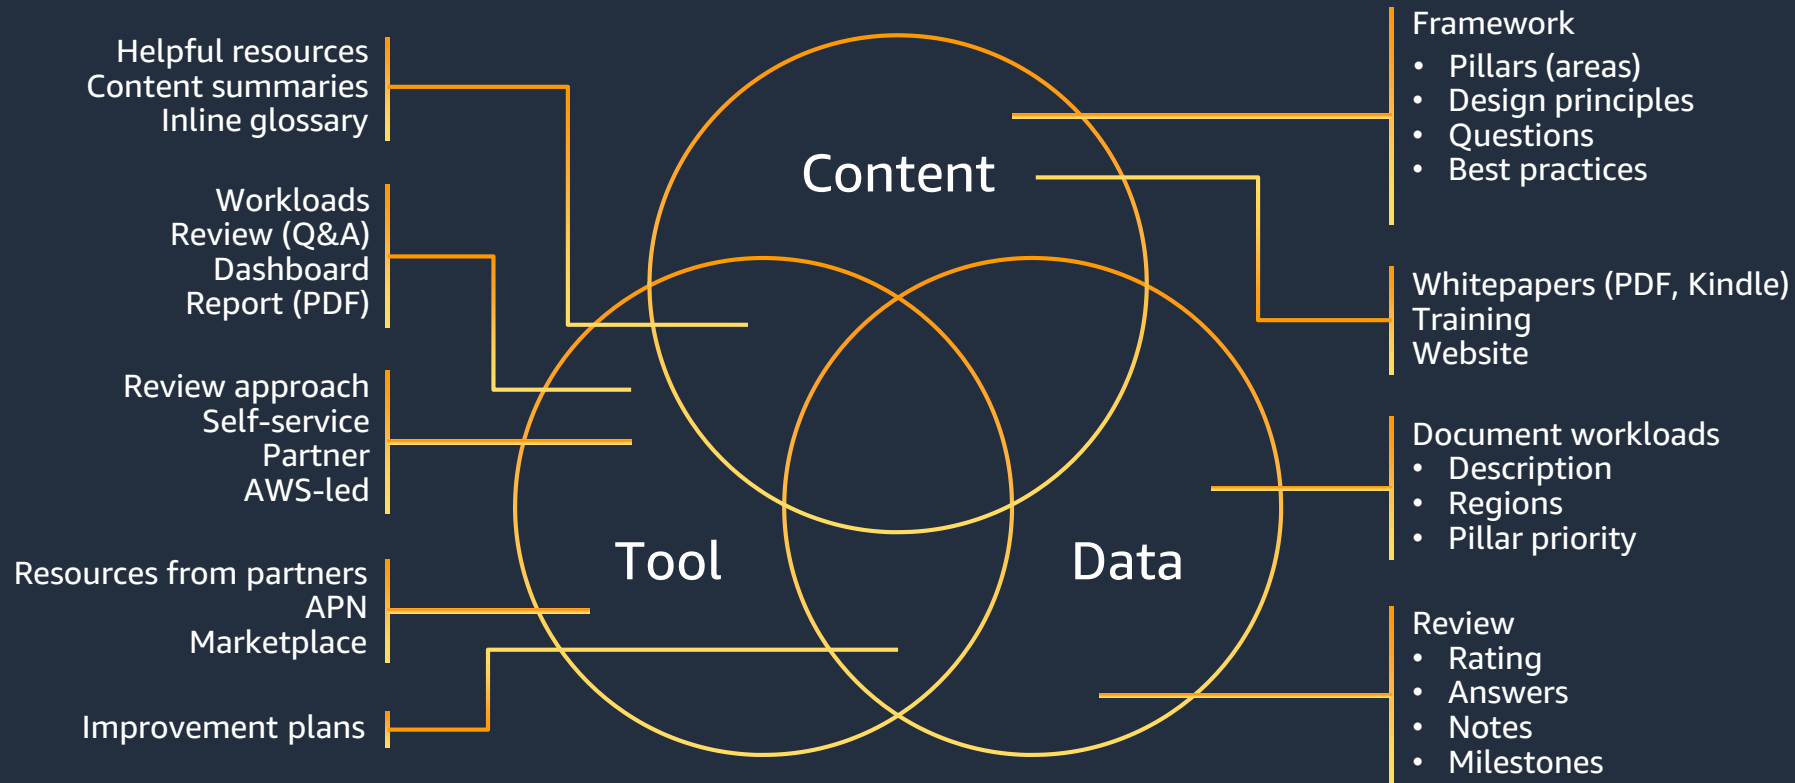 Helpful resources
Content summaries
Inline glossary
Workloads
Review (Q&A)
Dashboard
Report (PDF)
Review approach
Self-service
Partner
AWS-led
Resources from partners
APN
Marketplace
Improvement plans
Content
Tool
Data
Framework
• Pillars (areas)
• Design principles
• Questions
• Best practices
Whitepapers (PDF, Kindle)
Training
Website
Document workloads
• Description
• Regions
• Pillar priority
Review
• Rating
• Answers
• Notes
• Milestones